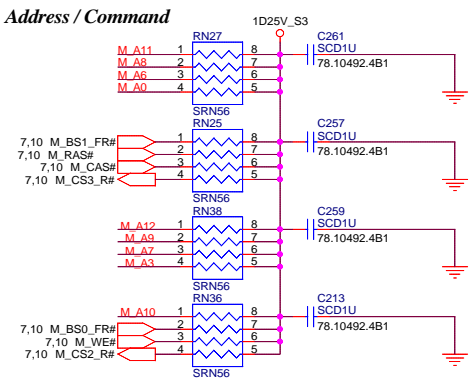 Address / Command
1D25V_S3
RN27
C261
M_A11 1 8 SCD1U
M_A8 2 7 78.10492.4B1
M_A6 3 6
M_A0 4 5
SRN56
RN25
C257
7,10 M_BS1_FR# 1 8 SCD1U
7,10 M_RAS# 2 7 78.10492.4B1
7,10 M_CAS# 3 6
7,10 M_CS3_R# 4 5
SRN56
RN38
C259
M_A12 1 8 SCD1U
M_A9 2 7 78.10492.4B1
M_A7 3 6
M_A3 4 5
SRN56
RN36
C213
M_A10 1 8 SCD1U
7,10 M_BS0_FR# 2 7 78.10492.4B1
7,10 M_WE# 3 6
7,10 M_CS2_R# 4 5
SRN56